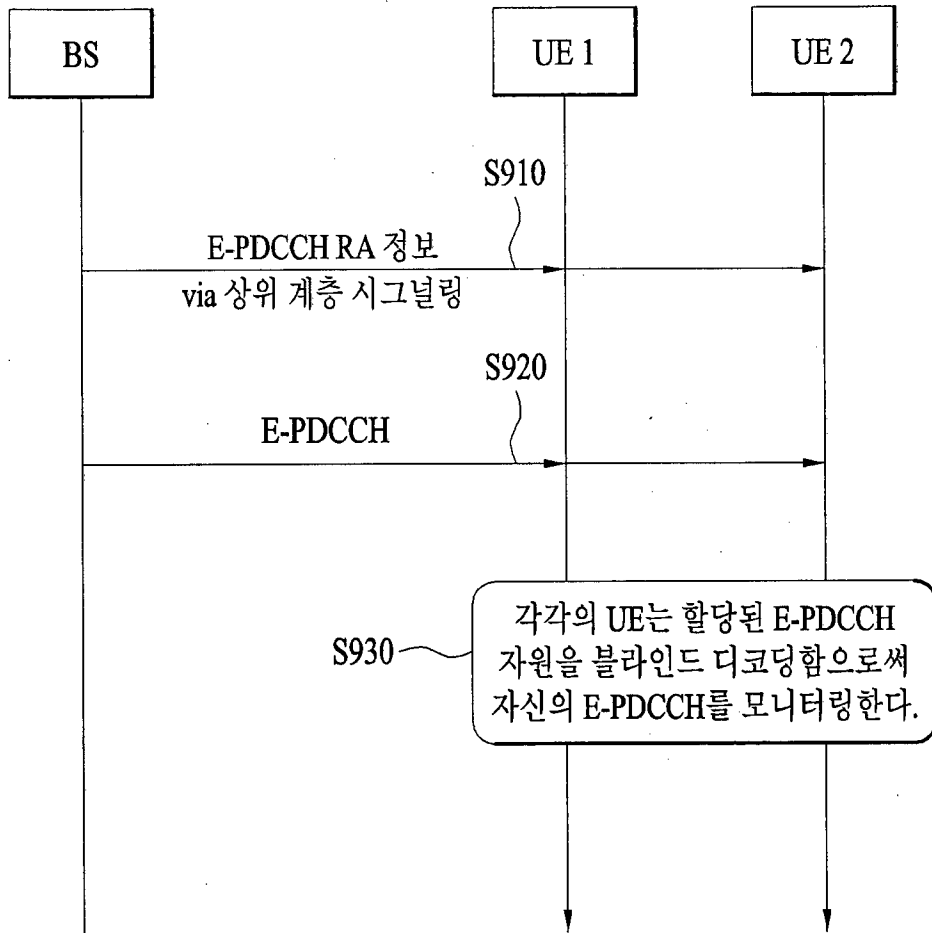 BS
UE 1
UE 2
S910
E-PDCCH RA 정보
via 상위 계층 시그널링
S920
E-PDCCH
S930
각각의 UE는 할당된 E-PDCCH
자원을 블라인드 디코딩함으로써
자신의 E-PDCCH를 모니터링한다.